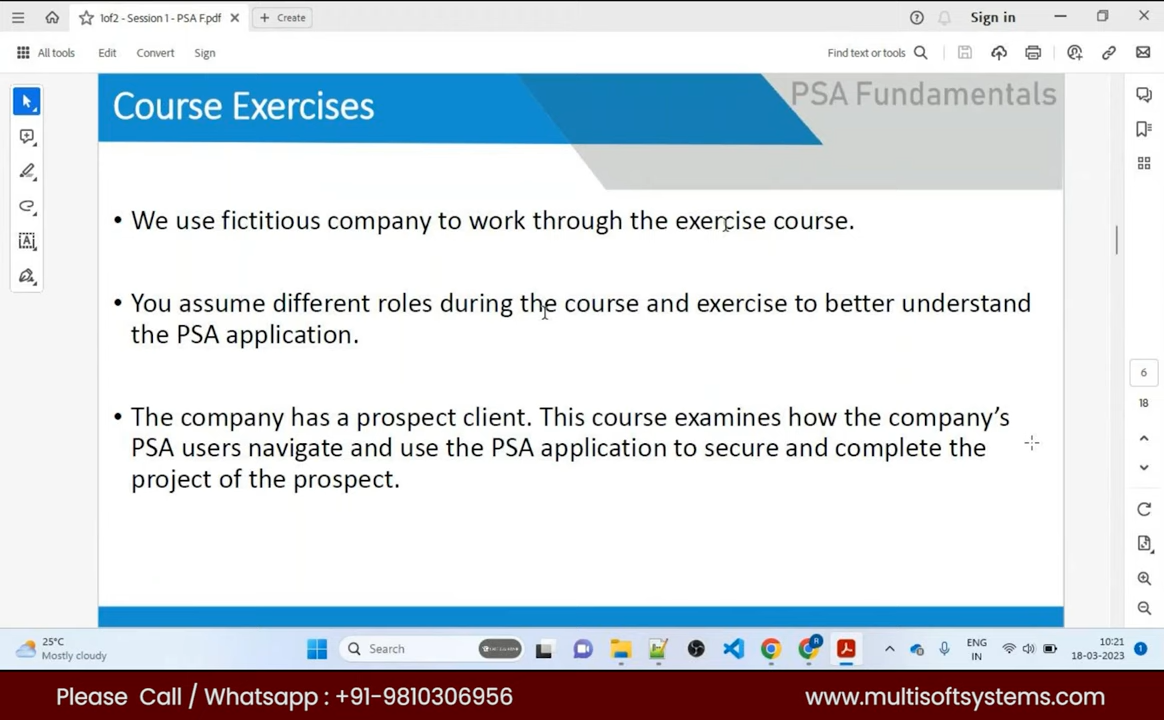 1of2 - Session 1 - PSA F.pdf
Create
Sign in
All tools
Edit
Convert
Sign
Find text or tools
Course Exercises
PSA Fundamentals
• We use fictitious company to work through the exercise course.
• You assume different roles during the course and exercise to better understand
the PSA application.
• The company has a prospect client. This course examines how the company's
PSA users navigate and use the PSA application to secure and complete the
project of the prospect.
6
18
25°C
Mostly cloudy
Search
ENG
IN
10:21
18-03-2023
1
Please Call / Whatsapp : +91-9810306956
www.multisoftsystems.com